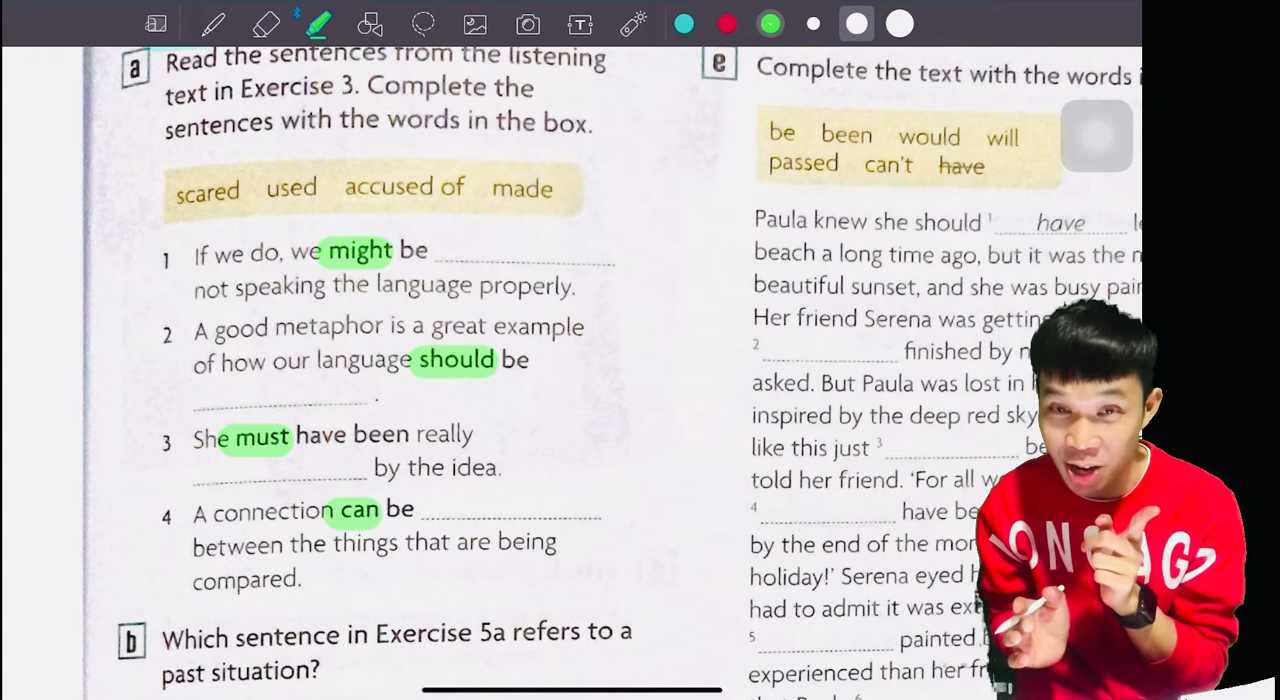 a Read the sentences from the listening
text in Exercise 3. Complete the
sentences with the words in the box.
scared used accused of made
1 If we do, we might be
not speaking the language properly.
2 A good metaphor is a great example
of how our language should be
.
3 She must have been really
by the idea.
4 A connection can be
between the things that are being
compared.
b Which sentence in Exercise 5a refers to a
past situation?
e Complete the text with the words
be been would will
passed can't have
Paula knew she should 1 have
beach a long time ago, but it was the
beautiful sunset, and she was busy
Her friend Serena was
2 finished by
asked. But Paula was lost in
inspired by the deep red sky
like this just 3
told her friend. 'For all
4 have
by the end of the
holiday!' Serena eyed
had to admit it was
5 painted
experienced than her